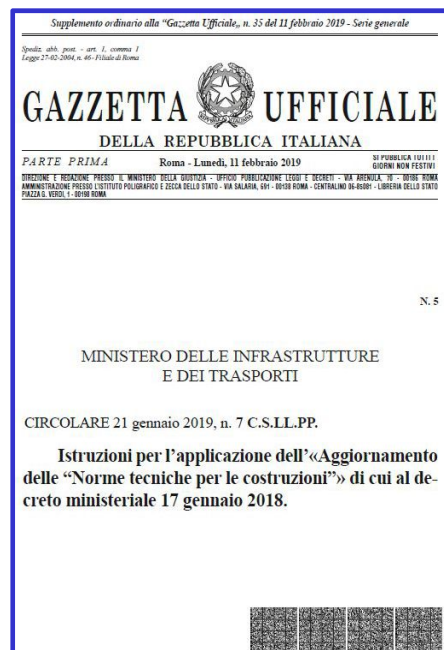 Supplemento ordinario alla “Gazzetta Ufficiale„ n. 35 del 11 febbraio 2019 - Serie generale
Spediz. abb. post. - art. 1, comma 1
Legge 27-02-2004, n. 46 - Filiale di Roma
GAZZETTA UFFICIALE
DELLA REPUBBLICA ITALIANA
PARTE PRIMA
Roma - Lunedì, 11 febbraio 2019
SI PUBBLICA TUTTI I
GIORNI NON FESTIVI
DIREZIONE E REDAZIONE PRESSO IL MINISTERO DELLA GIUSTIZIA - UFFICIO PUBBLICAZIONE LEGGI E DECRETI - VIA ARENULA, 70 - 00186 ROMA
AMMINISTRAZIONE PRESSO L'ISTITUTO POLIGRAFICO E ZECCA DELLO STATO - VIA SALARIA, 691 - 00138 ROMA - CENTRALINO 06-85081 - LIBRERIA DELLO STATO
PIAZZA G. VERDI, 1 - 00198 ROMA
N. 5
MINISTERO DELLE INFRASTRUTTURE
E DEI TRASPORTI
CIRCOLARE 21 gennaio 2019, n. 7 C.S.LL.PP.
Istruzioni per l’applicazione dell’«Aggiornamento
delle “Norme tecniche per le costruzioni”» di cui al de-
creto ministeriale 17 gennaio 2018.